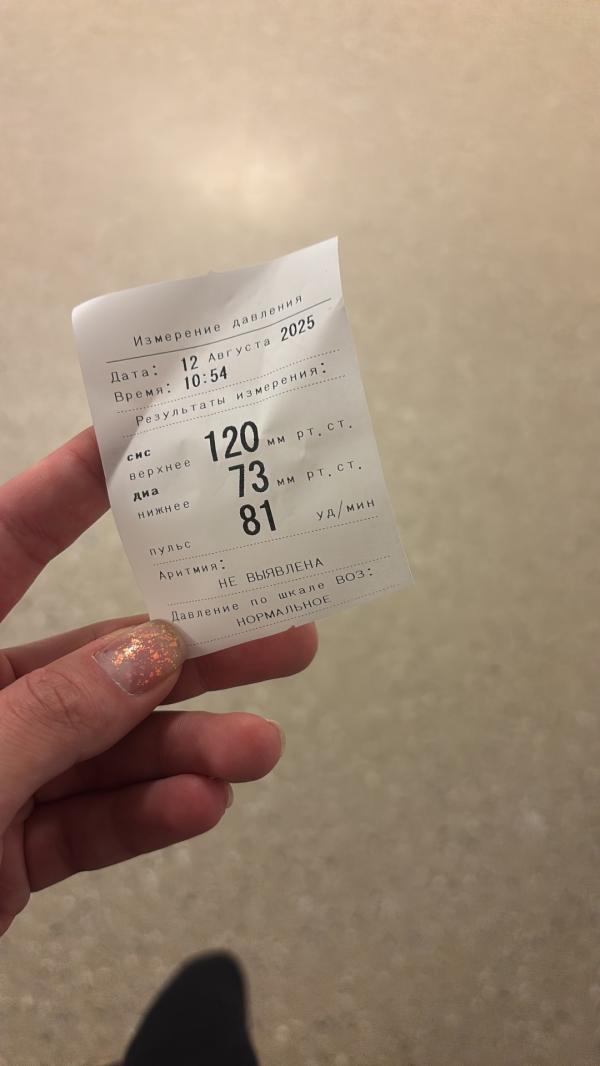 Измерение давления
Дата: 12 Августа 2025
Время: 10:54
Результаты измерения:
сис
верхнее 120 мм рт.ст.
диа
нижнее 73 мм рт.ст.
пульс 81 уд/мин
Аритмия:
НЕ ВЫЯВЛЕНА
Давление по шкале ВОЗ:
НОРМАЛЬНОЕ